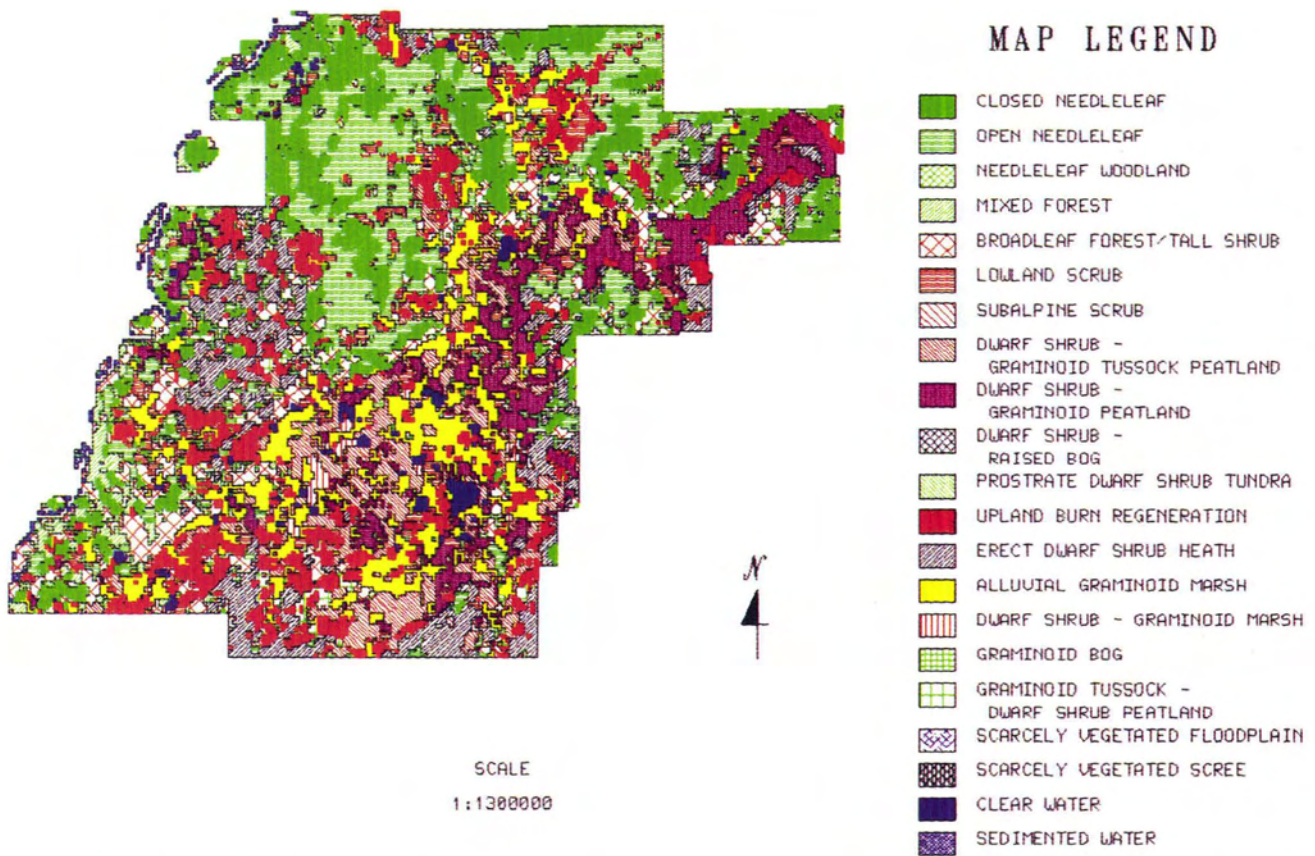 MAP LEGEND
CLOSED NEEDLELEAF
OPEN NEEDLELEAF
NEEDLELEAF WOODLAND
MIXED FOREST
BROADLEAF FOREST/TALL SHRUB
LOWLAND SCRUB
SUBALPINE SCRUB
DWARF SHRUB -
GRAMINOID TUSSOCK PEATLAND
DWARF SHRUB -
GRAMINOID PEATLAND
DWARF SHRUB -
RAISED BOG
PROSTRATE DWARF SHRUB TUNDRA
UPLAND BURN REGENERATION
ERECT DWARF SHRUB HEATH
ALLUVIAL GRAMINOID MARSH
DWARF SHRUB - GRAMINOID MARSH
GRAMINOID BOG
GRAMINOID TUSSOCK -
DWARF SHRUB PEATLAND
SCARCELY VEGETATED FLOODPLAIN
SCARCELY VEGETATED SCREE
CLEAR WATER
SEDIMENTED WATER
N
SCALE
1:1300000